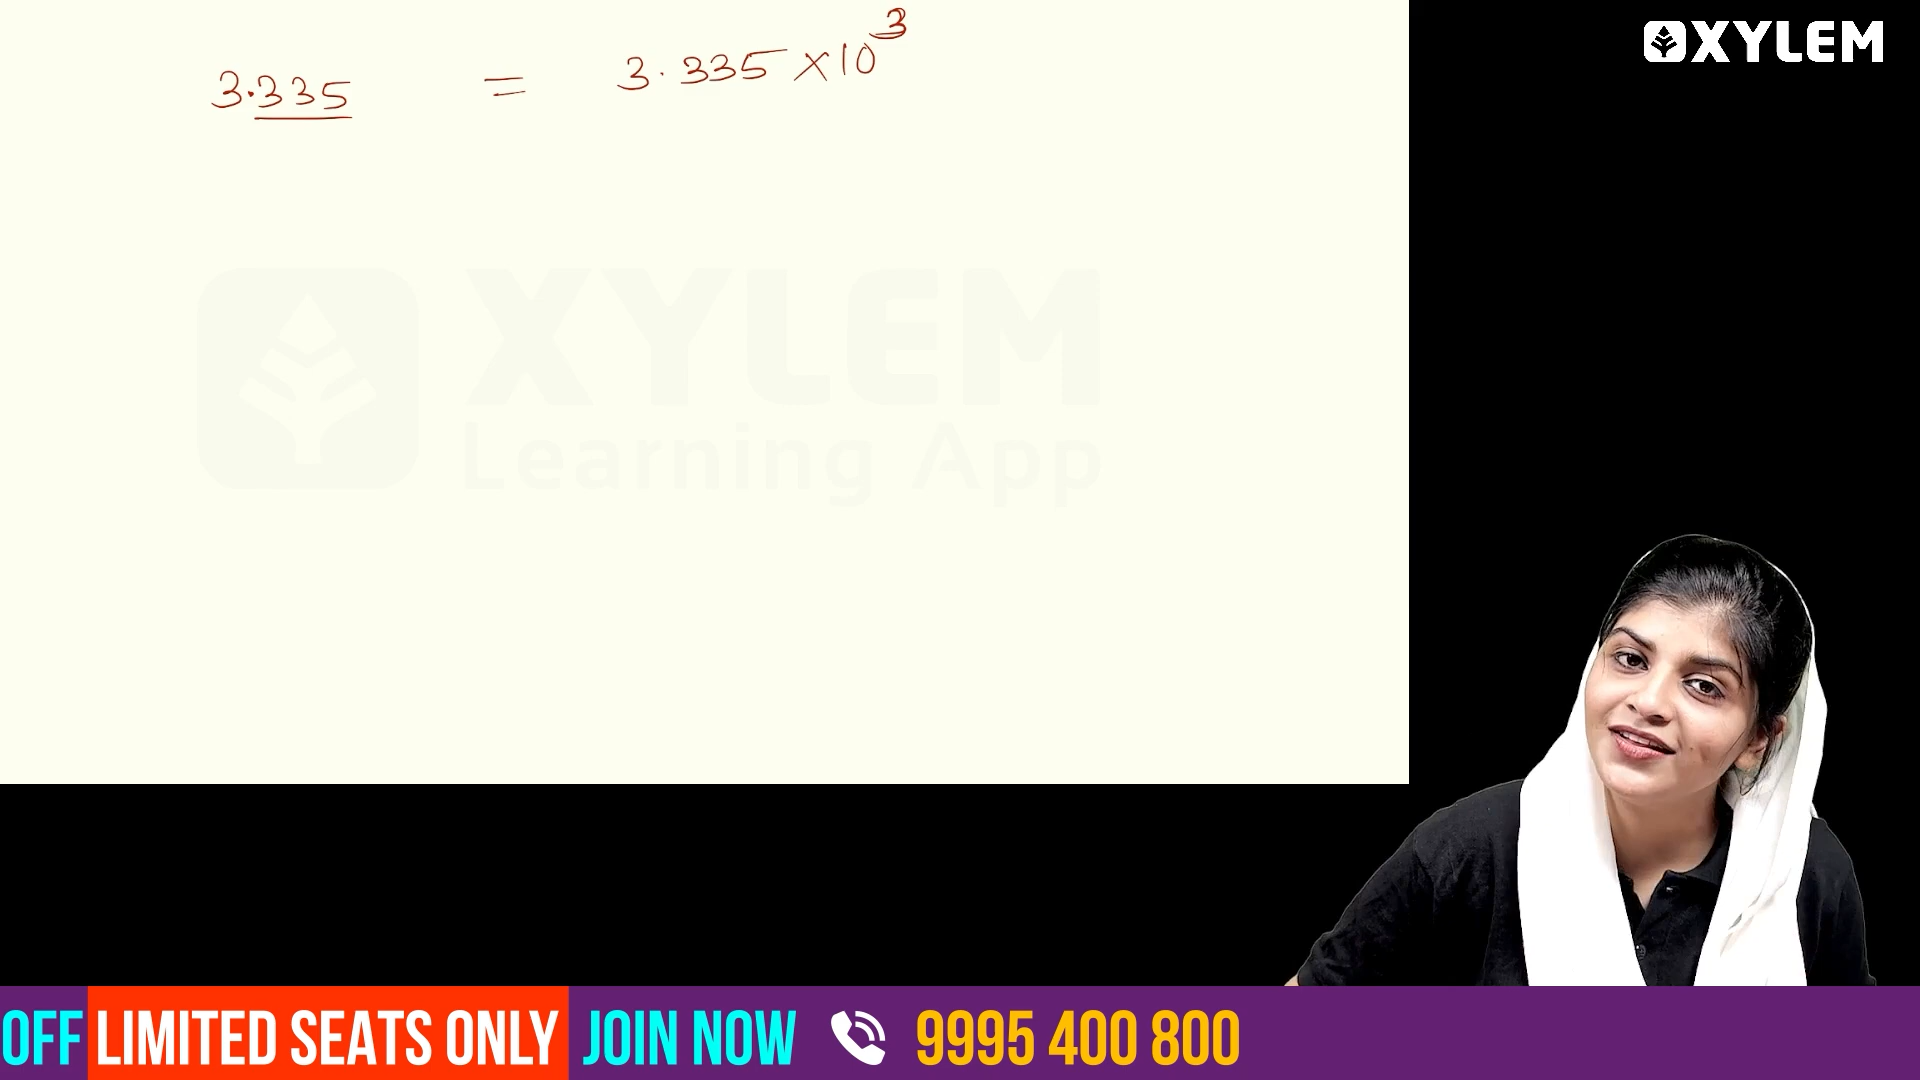 3.335 = 3.335 × 10³
XYLEM
XYLEM
Learning App
OFF LIMITED SEATS ONLY JOIN NOW 9995 400 800